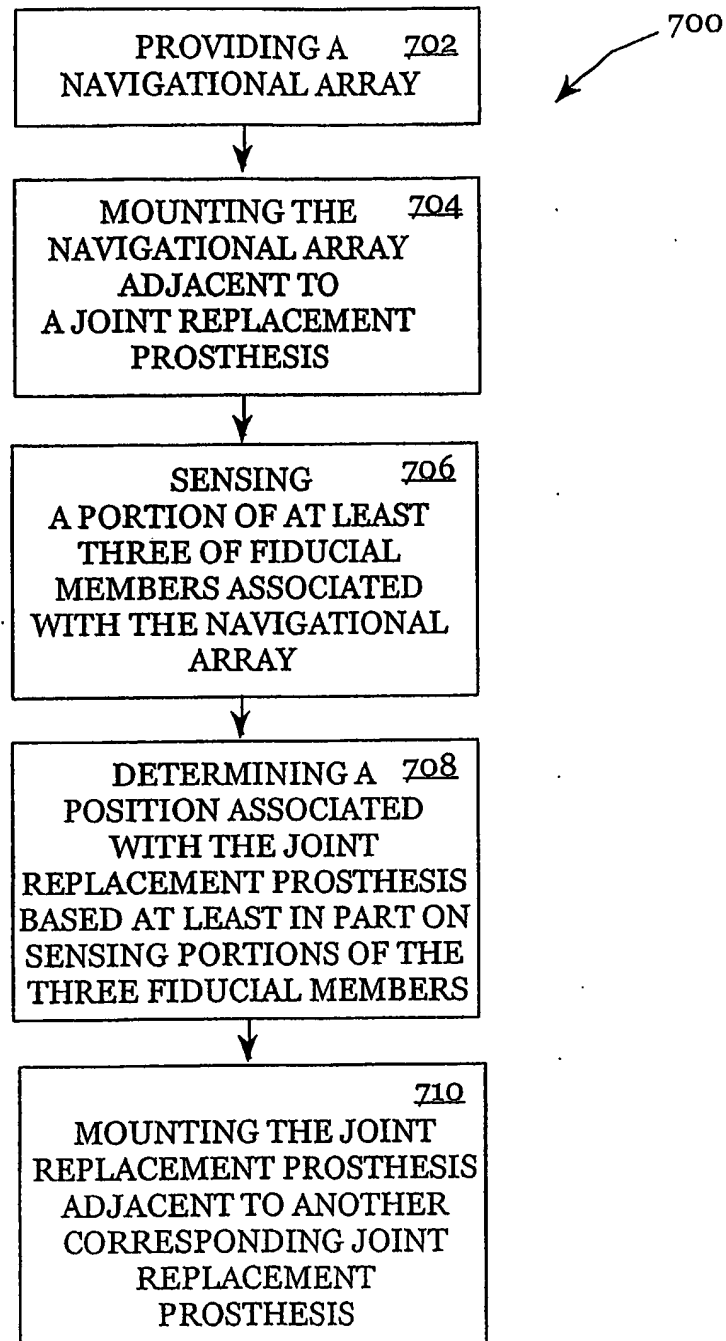 700
PROVIDING A 702
NAVIGATIONAL ARRAY
MOUNTING THE 704
NAVIGATIONAL ARRAY
ADJACENT TO
A JOINT REPLACEMENT
PROSTHESIS
SENSING 706
A PORTION OF AT LEAST
THREE OF FIDUCIAL
MEMBERS ASSOCIATED
WITH THE NAVIGATIONAL
ARRAY
DETERMINING A 708
POSITION ASSOCIATED
WITH THE JOINT
REPLACEMENT PROSTHESIS
BASED AT LEAST IN PART ON
SENSING PORTIONS OF THE
THREE FIDUCIAL MEMBERS
710
MOUNTING THE JOINT
REPLACEMENT PROSTHESIS
ADJACENT TO ANOTHER
CORRESPONDING JOINT
REPLACEMENT
PROSTHESIS